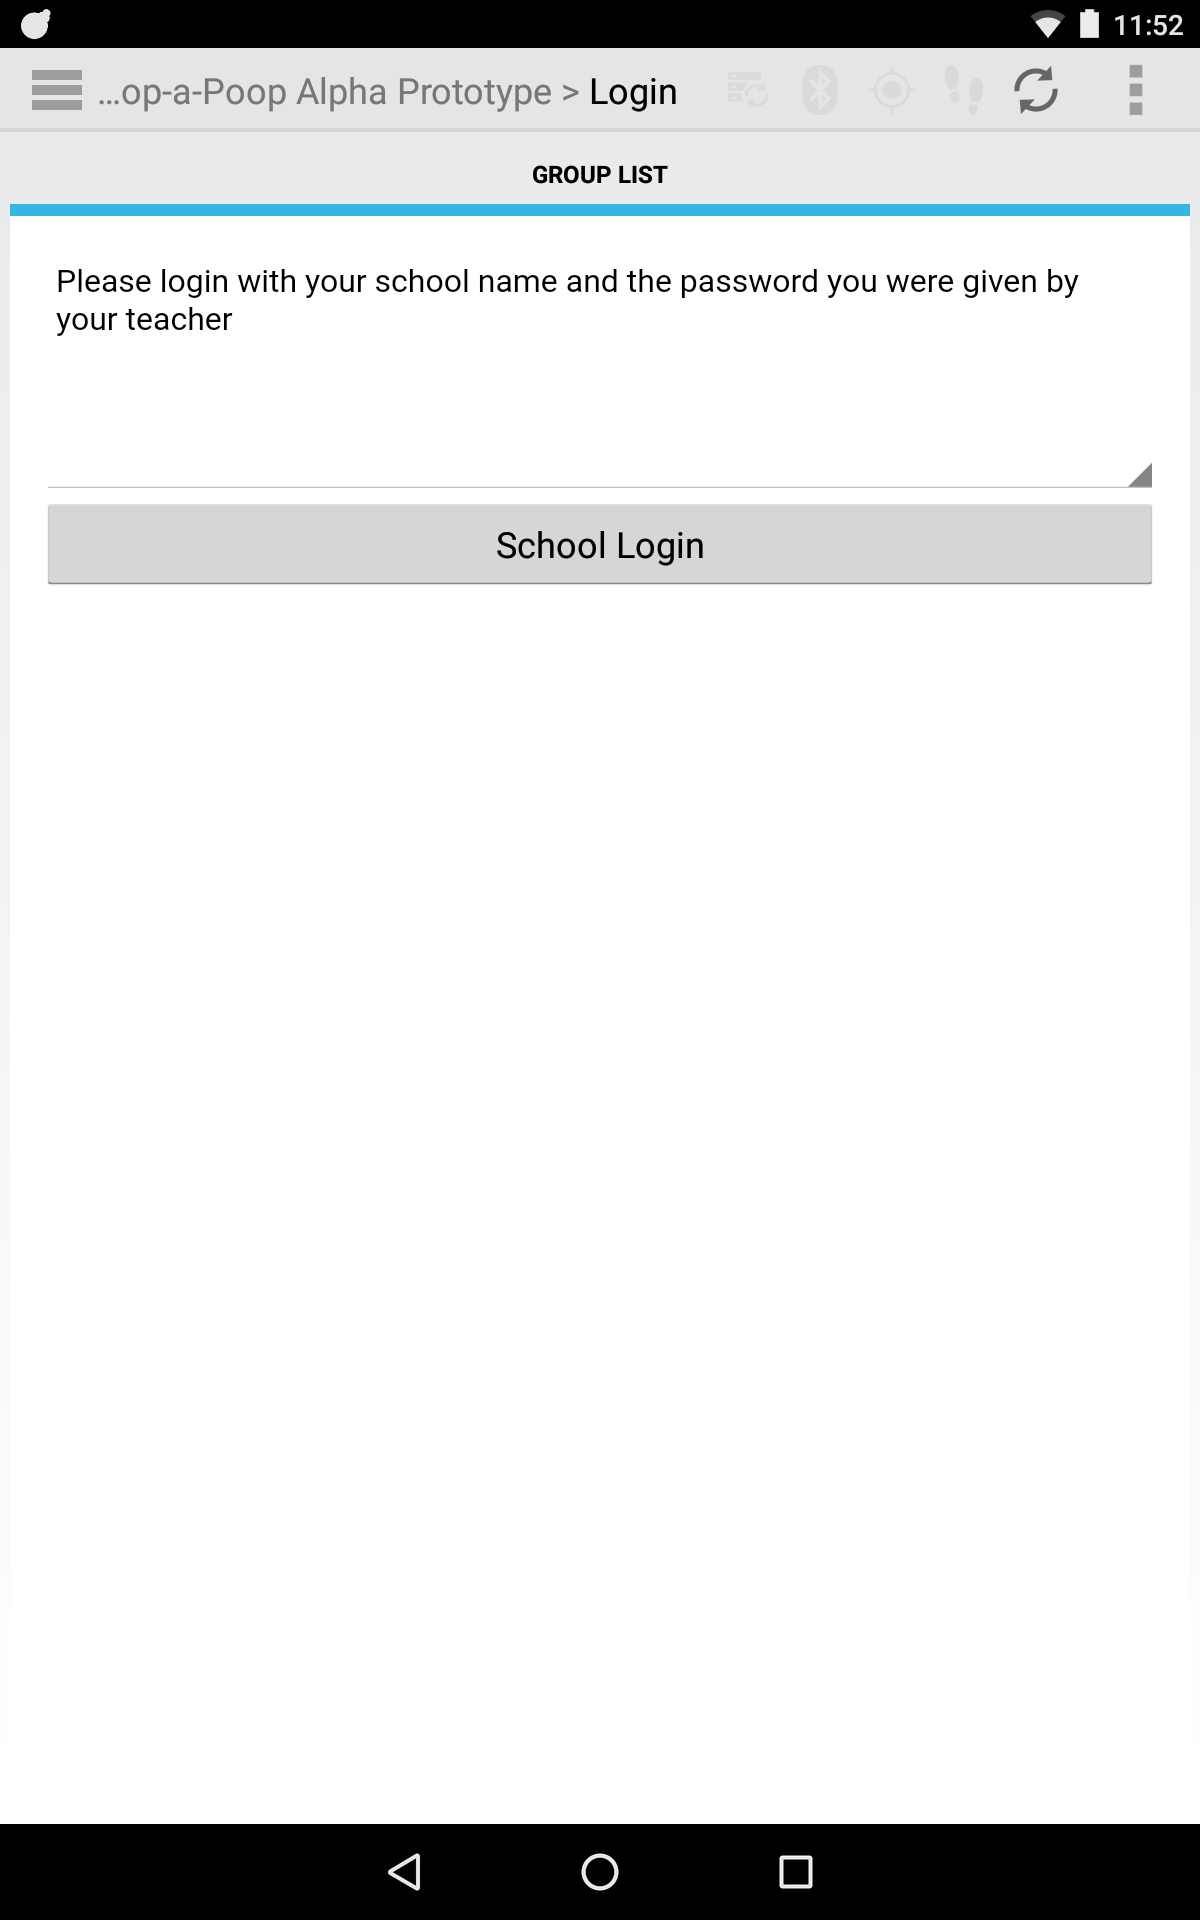 11:52
...op-a-Poop Alpha Prototype > Login
GROUP LIST
Please login with your school name and the password you were given by
your teacher
School Login